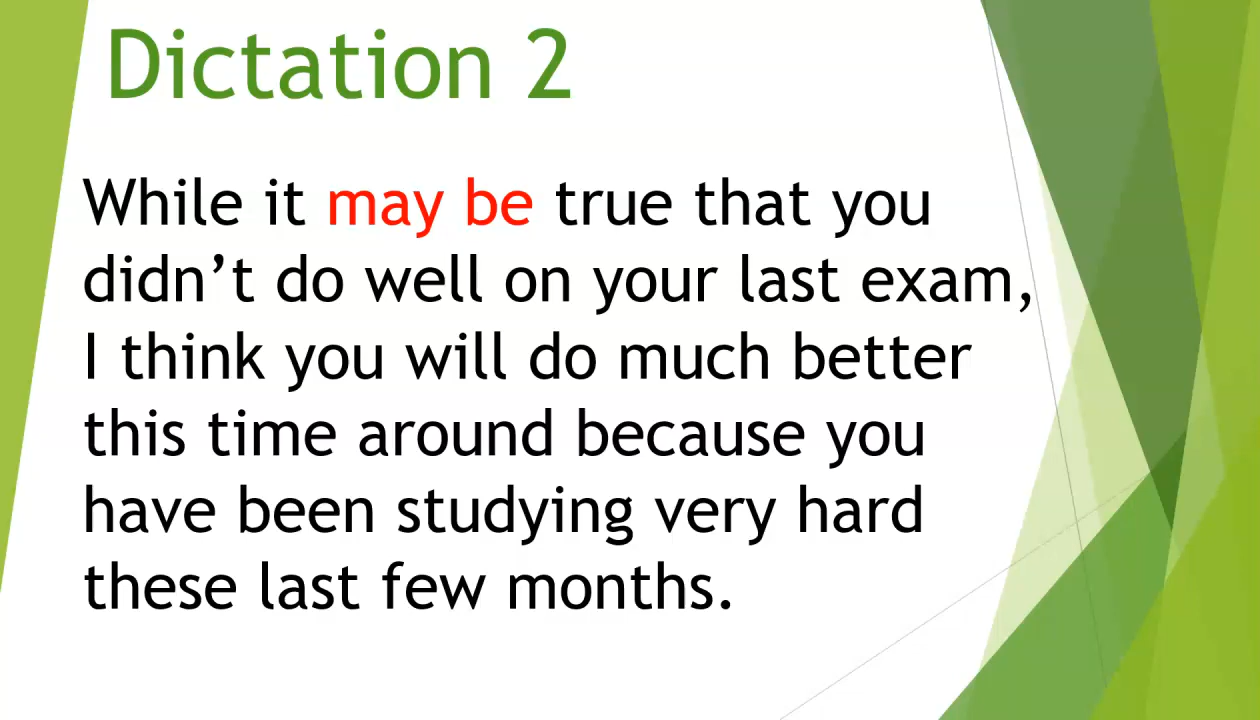 Dictation 2
While it may be true that you
didn’t do well on your last exam,
I think you will do much better
this time around because you
have been studying very hard
these last few months.